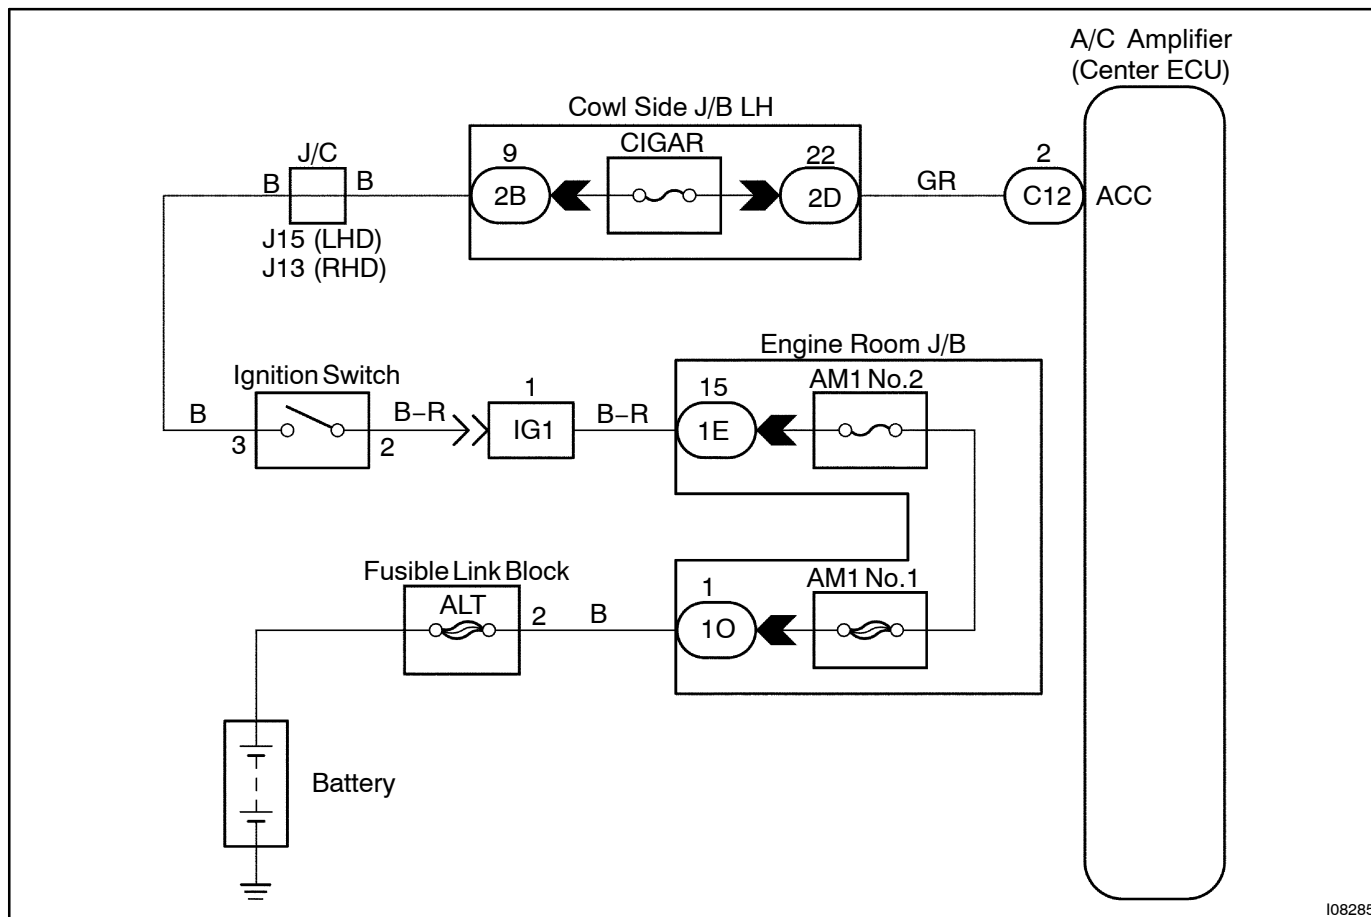 A/C Amplifier
(Center ECU)
Cowl Side J/B LH
J/C
9
CIGAR
22
2
B
B
2B
2D
GR
C12
ACC
J15 (LHD)
J13 (RHD)
Engine Room J/B
Ignition Switch
1
15
AM1 No.2
B
B–R
IG1
B–R
1E
3
2
Fusible Link Block
1
AM1 No.1
ALT
2
B
1O
Battery
I08285